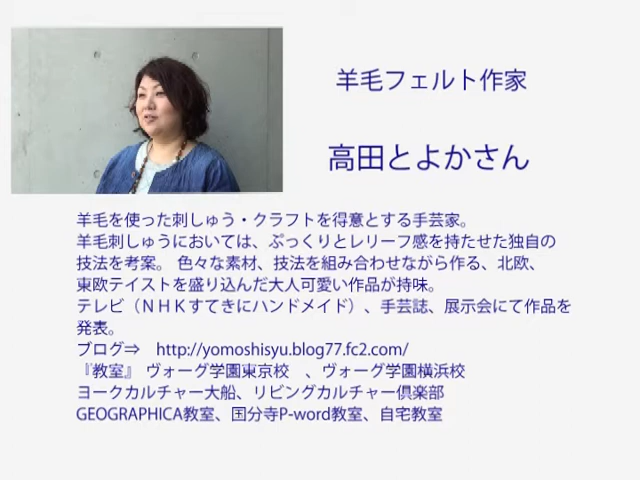 羊毛フェルト作家
高田とよかさん
羊毛を使った刺しゅう・クラフトを得意とする手芸家。
羊毛刺しゅうにおいては、ぷっくりとレリーフ感を持たせた独自の
技法を考案。 色々な素材、技法を組み合わせながら作る、北欧、
東欧テイストを盛り込んだ大人可愛い作品が持味。
テレビ（ＮＨＫすてきにハンドメイド）、手芸誌、展示会にて作品を
発表。
ブログ⇒　http://yomoshisyu.blog77.fc2.com/
『教室』 ヴォーグ学園東京校　、ヴォーグ学園横浜校
ヨークカルチャー大船、リビングカルチャー倶楽部
GEOGRAPHICA教室、国分寺P-word教室、自宅教室